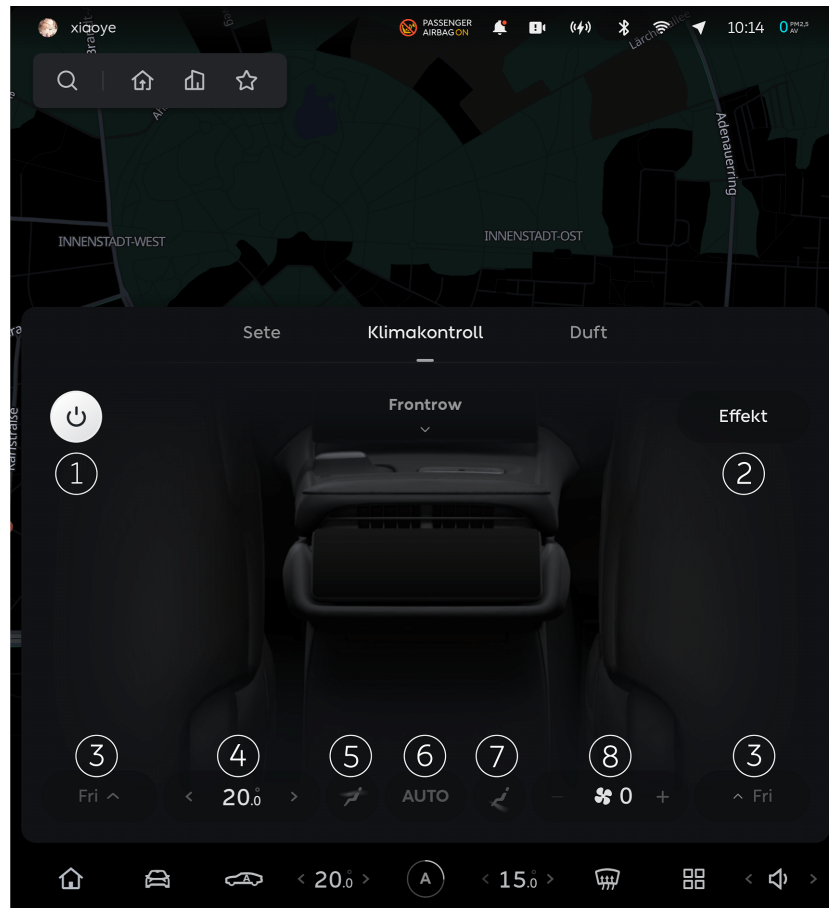 xiaoye
PASSENGER
AIRBAG ON
10:14
0 PM2,5
AV
Lärchenallee
Adenauerring
INNENSTADT-WEST
INNENSTADT-OST
Sete
Klimakontroll
Duft
Frontrow
Effekt
1
2
3
4
5
6
7
8
3
Fri
20.0
AUTO
0
Fri
A
20.0
A
15.0